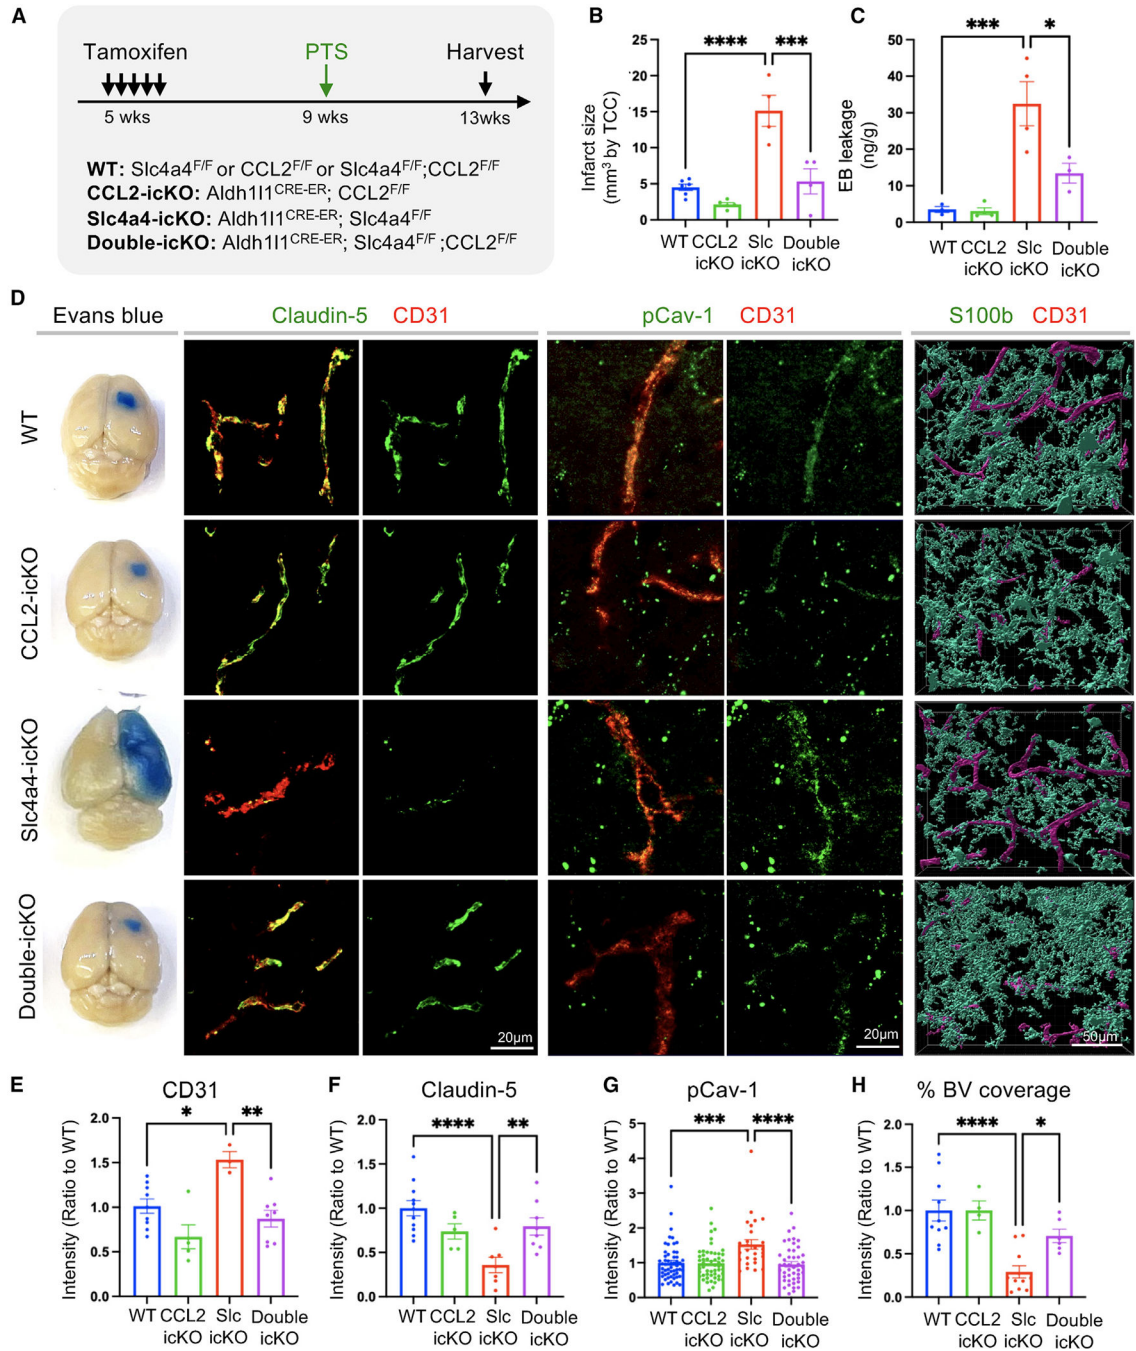 A
Tamoxifen PTS Harvest
5 wks 9 wks 13wks
WT: Slc4a4F/F or CCL2F/F or Slc4a4F/F;CCL2F/F
CCL2-icKO: Aldh1l1CRE-ER; CCL2F/F
Slc4a4-icKO: Aldh1l1CRE-ER; Slc4a4F/F
Double-icKO: Aldh1l1CRE-ER; Slc4a4F/F ;CCL2F/F
B
Infarct size
(mm3 by TCC)
25
20
15
10
5
0
**** ***
WT CCL2 Slc Double
icKO icKO icKO
C
EB leakage
(ng/g)
50
40
30
20
10
0
*** *
WT CCL2 Slc Double
icKO icKO icKO
D
Evans blue Claudin-5 CD31 pCav-1 CD31 S100b CD31
WT
CCL2-icKO
Slc4a4-icKO
Double-icKO
20μm 20μm 50μm
E
CD31
Intensity (Ratio to WT)
2.0
1.5
1.0
0.5
0.0
* **
WT CCL2 Slc Double
icKO icKO icKO
F
Claudin-5
Intensity (Ratio to WT)
2.0
1.5
1.0
0.5
0.0
**** **
WT CCL2 Slc Double
icKO icKO icKO
G
pCav-1
Intensity (Ratio to WT)
5
4
3
2
1
0
*** ****
WT CCL2 Slc Double
icKO icKO icKO
H
% BV coverage
Intensity (Ratio to WT)
2.0
1.5
1.0
0.5
0.0
**** *
WT CCL2 Slc Double
icKO icKO icKO